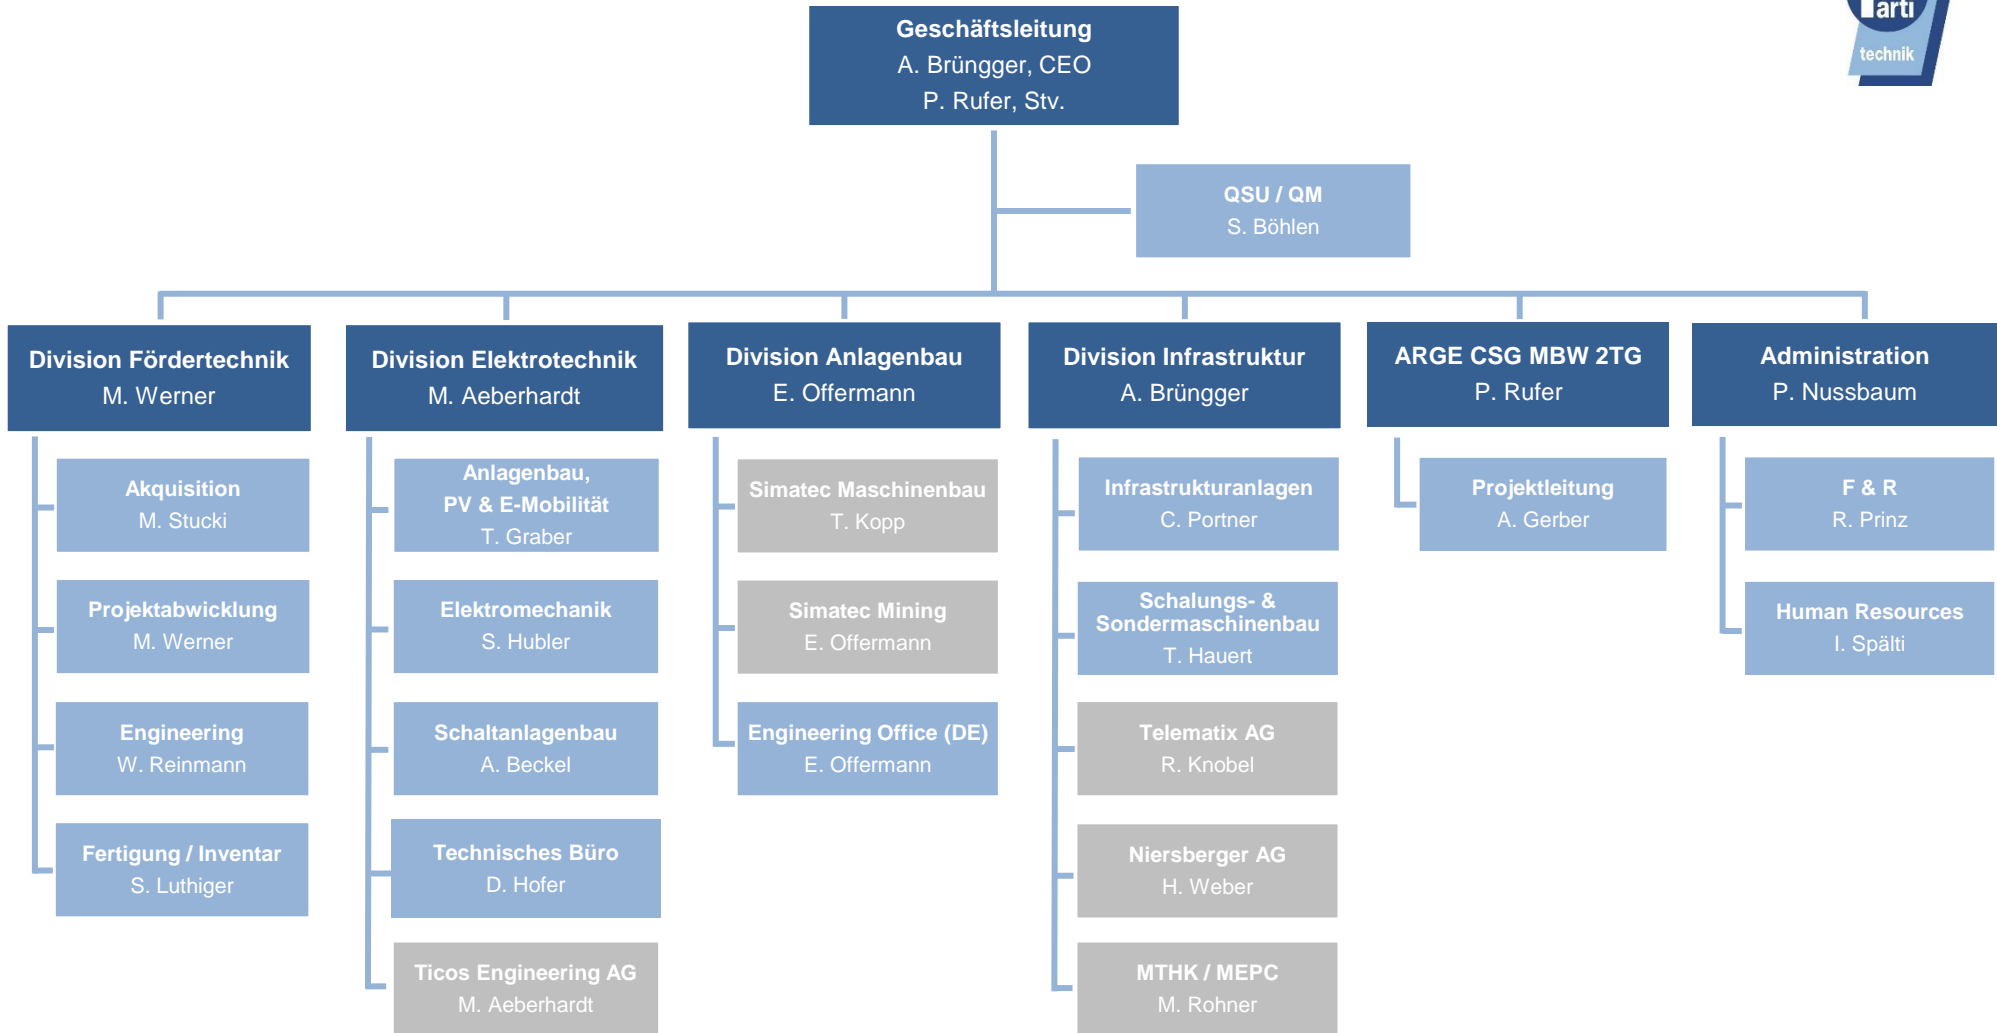 arti
technik
Geschäftsleitung
A. Brüngger, CEO
P. Rufer, Stv.
QSU / QM
S. Böhlen
Division Fördertechnik
M. Werner
Akquisition
M. Stucki
Projektabwicklung
M. Werner
Engineering
W. Reinmann
Fertigung / Inventar
S. Luthiger
Division Elektrotechnik
M. Aeberhardt
Anlagenbau,
PV & E-Mobilität
T. Graber
Elektromechanik
S. Hubler
Schaltanlagenbau
A. Beckel
Technisches Büro
D. Hofer
Ticos Engineering AG
M. Aeberhardt
Division Anlagenbau
E. Offermann
Simatec Maschinenbau
T. Kopp
Simatec Mining
E. Offermann
Engineering Office (DE)
E. Offermann
Division Infrastruktur
A. Brüngger
Infrastrukturanlagen
C. Portner
Schalungs- &
Sondermaschinenbau
T. Hauert
Telematix AG
R. Knobel
Niersberger AG
H. Weber
MTHK / MEPC
M. Rohner
ARGE CSG MBW 2TG
P. Rufer
Projektleitung
A. Gerber
Administration
P. Nussbaum
F & R
R. Prinz
Human Resources
I. Spälti